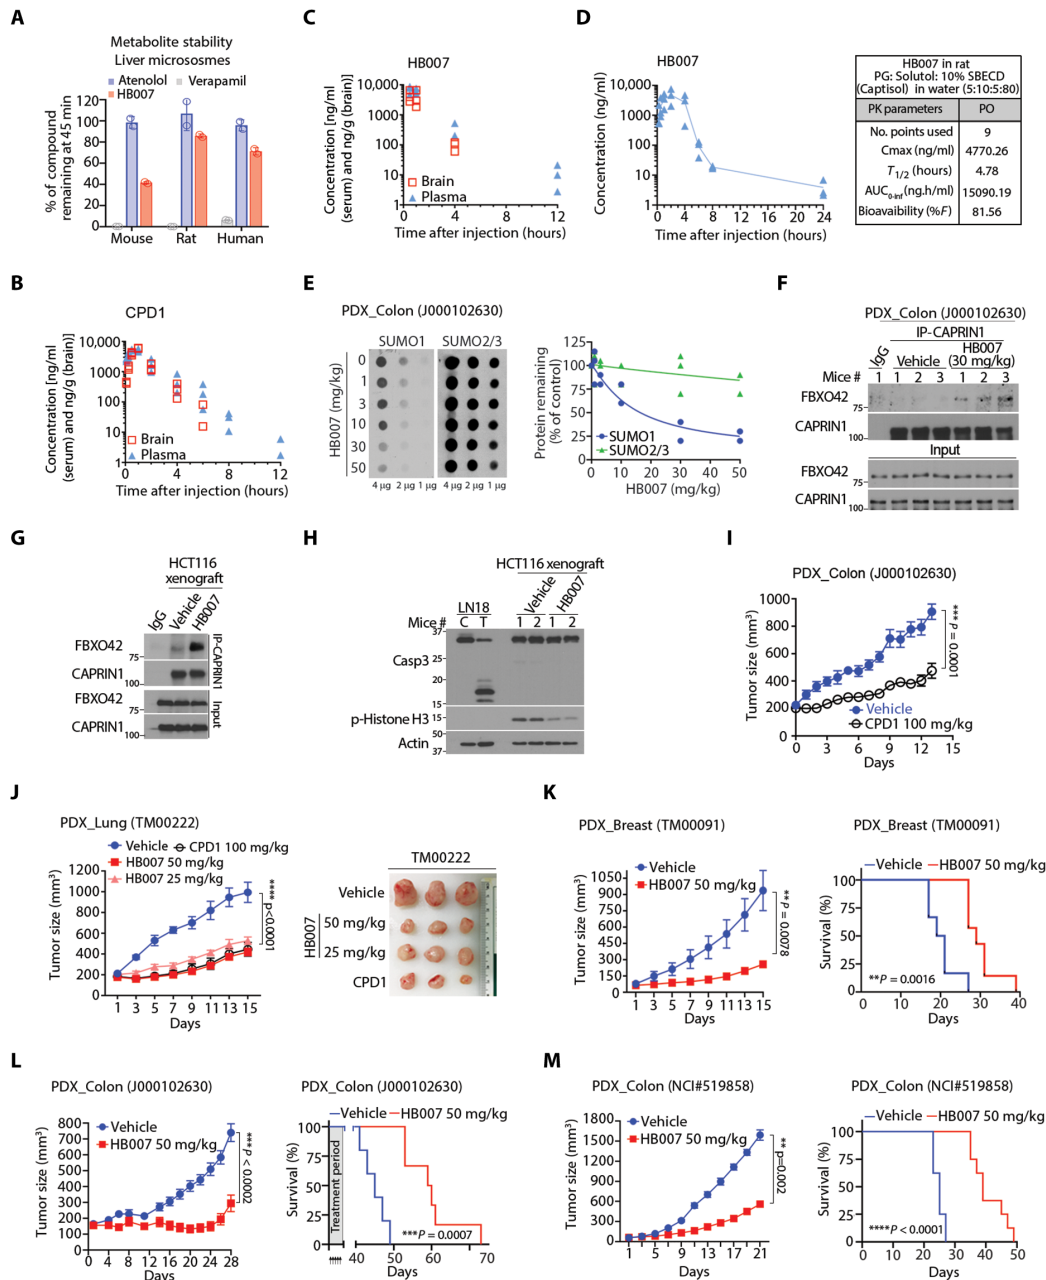 A
Metabolite stability
Liver micrososmes
Atenolol
Verapamil
HB007
% of compound
remaining at 45 min
120
100
80
60
40
20
0
Mouse
Rat
Human
B
CPD1
Concentration [ng/ml
(serum) and ng/g (brain)]
10,000
1000
100
10
1
Brain
Plasma
0
4
8
12
Time after injection (hours)
C
HB007
Concentration [ng/ml
(serum) and ng/g (brain)]
10,000
1,000
100
10
1
Brain
Plasma
0
4
8
12
Time after injection (hours)
D
HB007
Concentration (ng/ml)
10,000
1,000
100
10
1
0
4
8
12
16
20
24
Time after injection (hours)
HB007 in rat
PG: Solutol: 10% SBECD
(Captisol) in water (5:10:5:80)
PK parameters
PO
No. points used
9
Cmax (ng/ml)
4770.26
T1/2 (hours)
4.78
AUC0-inf(ng.h/ml)
15090.19
Bioavaibility (%F)
81.56
E
PDX_Colon (J000102630)
SUMO1
SUMO2/3
HB007 (mg/kg)
0
1
3
10
30
50
4 µg 2 µg 1 µg
4 µg 2 µg 1 µg
Protein remaining
(% of control)
125
100
75
50
25
0
SUMO1
SUMO2/3
0 10 20 30 40 50
HB007 (mg/kg)
F
PDX_Colon (J000102630)
IP-CAPRIN1
IgG
Vehicle
HB007
(30 mg/kg)
Mice # 1 1 2 3 1 2 3
FBXO42
75
CAPRIN1
100
Input
FBXO42
75
CAPRIN1
100
G
HCT116
xenograft
IgG
Vehicle
HB007
FBXO42
75
CAPRIN1
100
IP-CAPRIN1
FBXO42
75
CAPRIN1
100
Input
H
HCT116 xenograft
LN18
Vehicle
HB007
Mice # C T 1 2 1 2
37
Casp3
25
20
15
20
p-Histone H3
15
50
Actin
37
I
PDX_Colon (J000102630)
Tumor size (mm³)
1000
800
600
400
200
0
*** p = 0.0001
Vehicle
CPD1 100 mg/kg
0 3 6 9 12 15
Days
J
PDX_Lung (TM00222)
Vehicle
CPD1 100 mg/kg
HB007 50 mg/kg
HB007 25 mg/kg
Tumor size (mm³)
1200
1000
800
600
400
200
0
**** p<0.0001
1 3 5 7 9 11 13 15
Days
TM00222
Vehicle
HB007
50 mg/kg
25 mg/kg
CPD1
K
PDX_Breast (TM00091)
Vehicle
HB007 50 mg/kg
Tumor size (mm³)
1050
900
750
600
450
300
150
0
** p = 0.0078
1 3 5 7 9 11 13 15
Days
PDX_Breast (TM00091)
Vehicle
HB007 50 mg/kg
Survival (%)
100
75
50
25
0
**P = 0.0016
0 10 20 30 40
Days
L
PDX_Colon (J000102630)
Vehicle
HB007 50 mg/kg
Tumor size (mm³)
800
700
600
500
400
300
200
100
0
***P < 0.0002
0 4 8 12 16 20 24 28
Days
PDX_Colon (J000102630)
Vehicle
HB007 50 mg/kg
Survival (%)
100
75
50
25
0
Treatment period
***P = 0.0007
40 50 60 70
Days
M
PDX_Colon (NCI#519858)
Vehicle
HB007 50 mg/kg
Tumor size (mm³)
1800
1500
1200
900
600
300
0
** p=0.0002
1 3 5 7 9 11 13 15 17 19 21
Days
PDX_Colon (NCI#519858)
Vehicle
HB007 50 mg/kg
Survival (%)
100
75
50
25
0
****P < 0.0001
0 10 20 30 40 50
Days